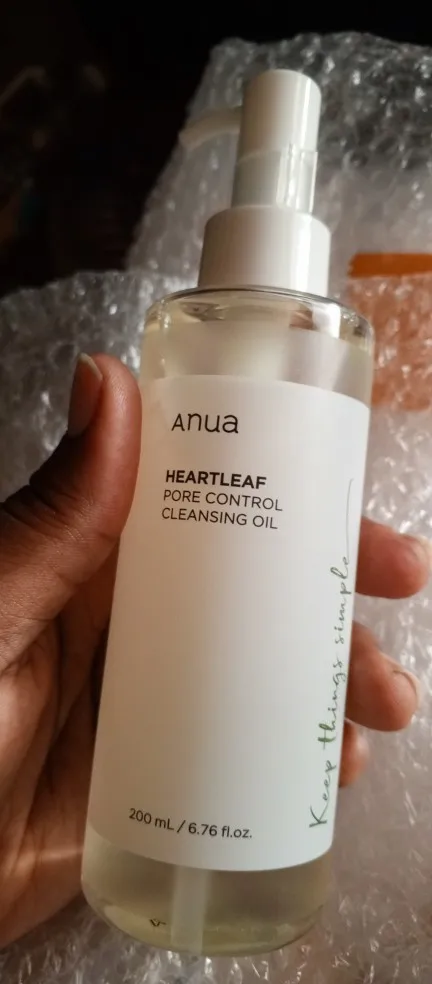 Anua
HEARTLEAF
PORE CONTROL
CLEANSING OIL
Keep things simple
200 mL / 6.76 fl.oz.